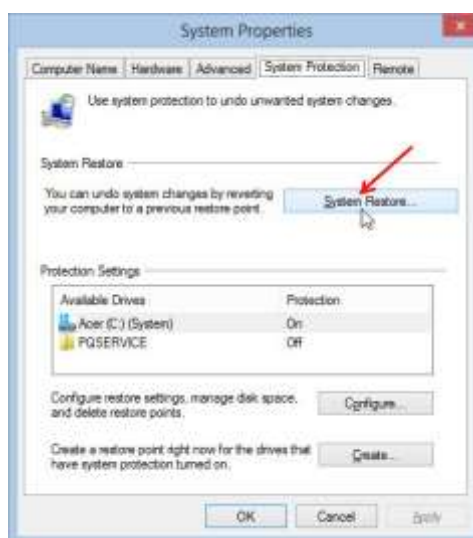 System Properties
Computer Name Hardware Advanced System Protection Remote
Use system protection to undo unwanted system changes.
System Restore
You can undo system changes by reverting
your computer to a previous restore point.
System Restore...
Protection Settings
Available Drives Protection
Acer (C:) (System) On
PQSERVICE Off
Configure restore settings, manage disk space,
and delete restore points.
Configure...
Create a restore point right now for the drives that
have system protection turned on.
Create...
OK Cancel Apply